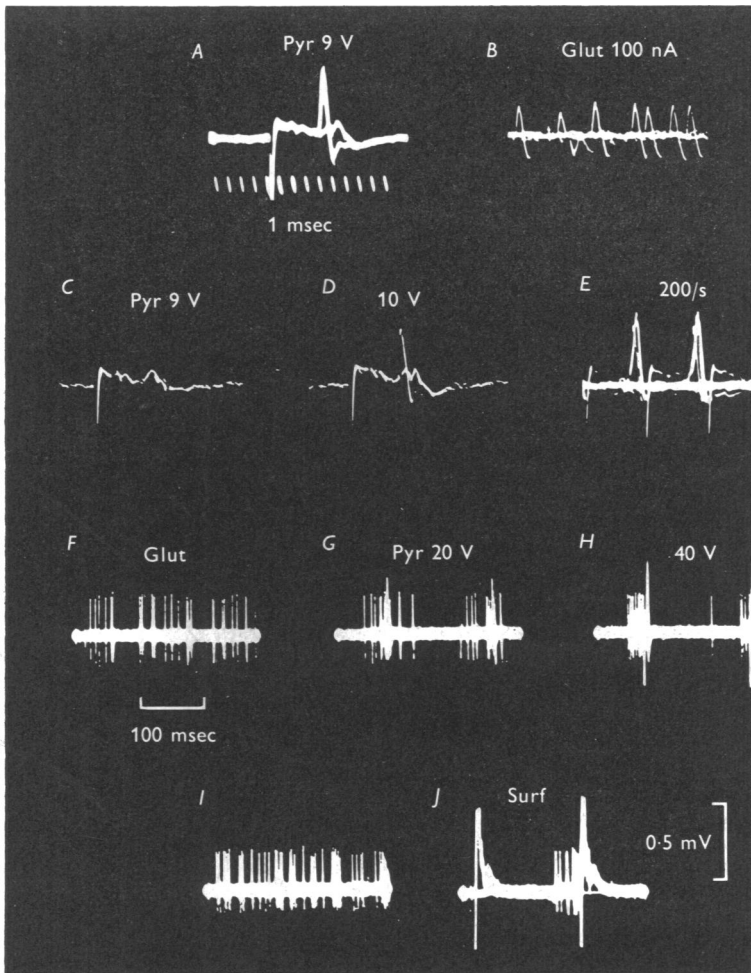 A Pyr 9 V
B Glut 100 nA
1 msec
C Pyr 9 V
D 10 V
E 200/s
F Glut
G Pyr 20 V
H 40 V
100 msec
I
J Surf
0·5 mV